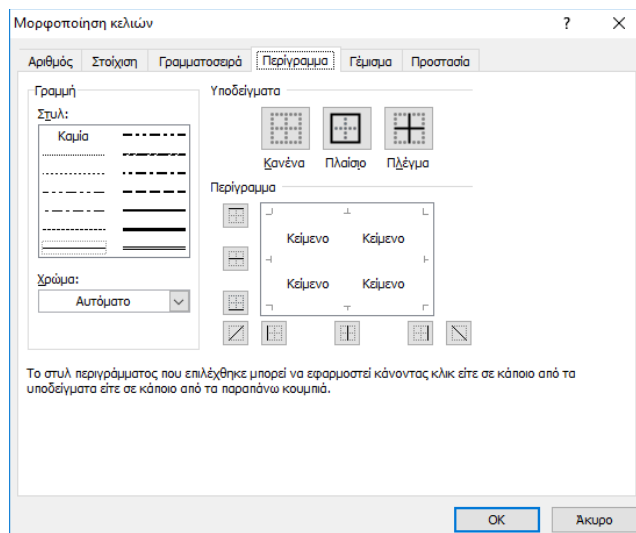 Μορφοποίηση κελιών
Αριθμός Στοίχιση Γραμματοσειρά Περίγραμμα Γέμισμα Προστασία
Γραμμή
Στυλ:
Καμία
Χρώμα:
Αυτόματο
Υποδείγματα
Κανένα Πλαίσιο Πλέγμα
Περίγραμμα
Κείμενο Κείμενο
Κείμενο Κείμενο
Το στυλ περιγράμματος που επιλέχθηκε μπορεί να εφαρμοστεί κάνοντας κλικ είτε σε κάποιο από τα
υποδείγματα είτε σε κάποιο από τα παραπάνω κουμπιά.
OK Άκυρο